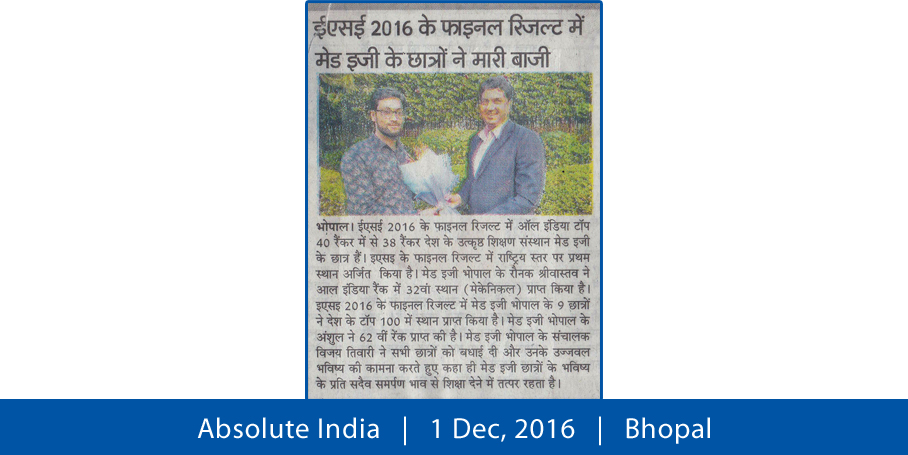 ईएसई 2016 के फाइनल रिजल्ट में
मेड इजी के छात्रों ने मारी बाजी
भोपाल। ईएसई 2016 के फाइनल रिजल्ट में ऑल इंडिया टॉप
40 रैंकर में से 38 रैंकर देश के उत्कृष्ठ शिक्षण संस्थान मेड इजी
के छात्र हैं। इएसइ के फाइनल रिजल्ट में राष्ट्रिय स्तर पर प्रथम
स्थान अर्जित किया है। मेड इजी भोपाल के रौनक श्रीवास्तव ने
आल इंडिया रैंक में 32वां स्थान (मेकेनिकल) प्राप्त किया है।
इएसइ 2016 के फाइनल रिजल्ट में मेड इजी भोपाल के 9 छात्रों
ने देश के टॉप 100 में स्थान प्राप्त किया है। मेड इजी भोपाल के
अंशुल ने 62 वीं रेंक प्राप्त की है। मेड इजी भोपाल के संचालक
विजय तिवारी ने सभी छात्रों को बधाई दी और उनके उज्जवल
भविष्य की कामना करते हुए कहा ही मेड इजी छात्रों के भविष्य
के प्रति सदैव समर्पण भाव से शिक्षा देने में तत्पर रहता है।
Absolute India | 1 Dec, 2016 | Bhopal